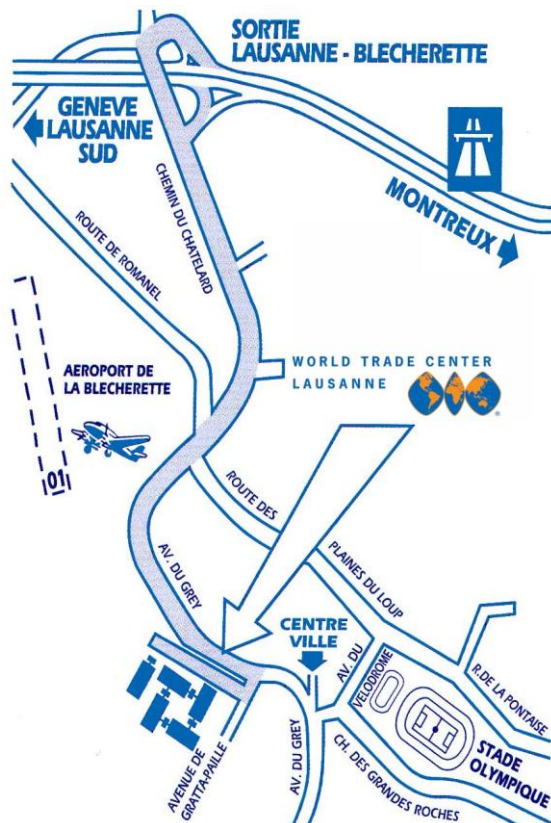 SORTIE
LAUSANNE - BLECHERETTE
GENEVE
LAUSANNE
SUD
MONTREUX
CHEMIN DU CHATELARD
ROUTE DE ROMANEL
AEROPORT DE
LA BLECHERETTE
01
WORLD TRADE CENTER
LAUSANNE
ROUTE DES
PLAINES DU LOUP
AV. DU GREY
CENTRE
VILLE
AV. DU
VELODROME
R. DE LA PONTAISE
STADE
OLYMPIQUE
AVENUE DE
GRATTA-PAILLE
AV. DU GREY
CH. DES GRANDES ROCHES